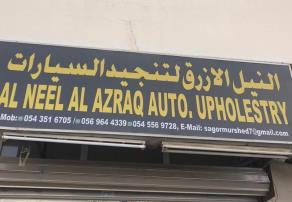 النيل الازرق لتنجيد السيارات
AL NEEL AL AZRAQ AUTO. UPHOLESTRY
Mob: 054 351 6705 / 056 964 4339 054 556 9728, E-Mail: sagormurshed7@gmail.com